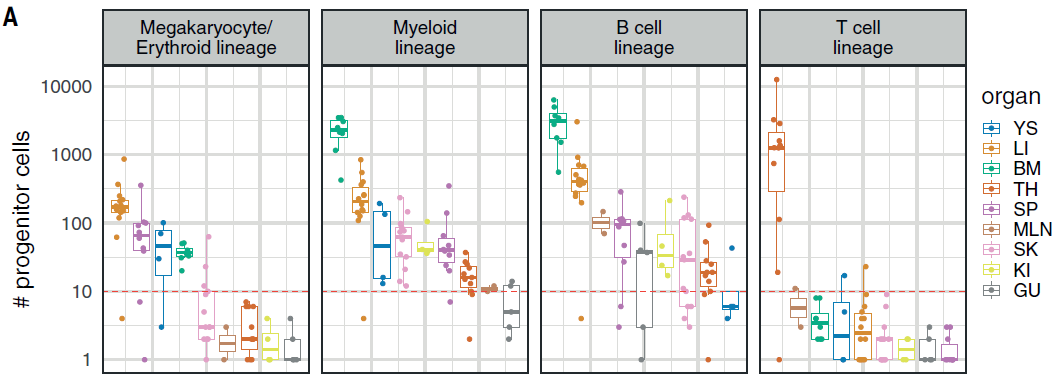 A
Megakaryocyte/
Erythroid lineage
Myeloid
lineage
B cell
lineage
T cell
lineage
# progenitor cells
10000
1000
100
10
1
organ
YS
LI
BM
TH
SP
MLN
SK
KI
GU